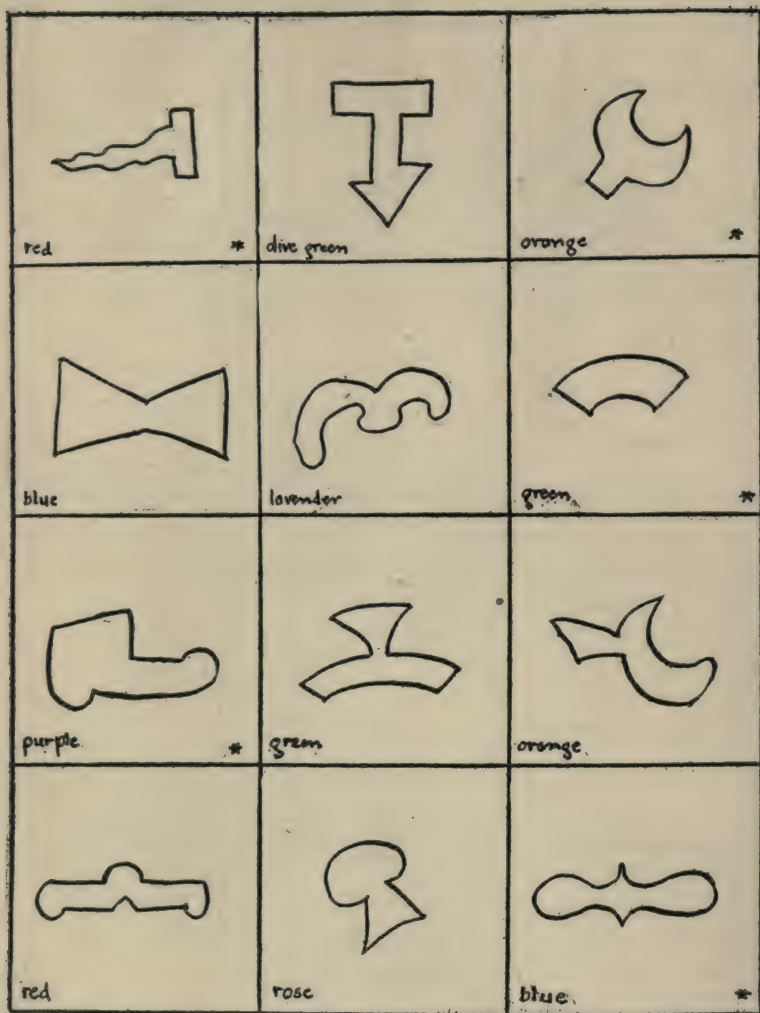 red *
olive green
orange *
blue
lavender
green *
purple *
green
orange
red
rose
blue *